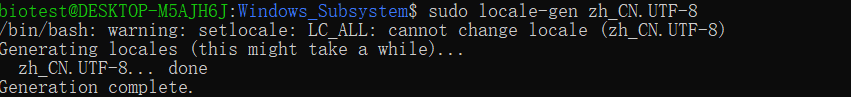 biotest@DESKTOP-M5AJH6J:Windows_Subsystem$ sudo locale-gen zh_CN.UTF-8
/bin/bash: warning: setlocale: LC_ALL: cannot change locale (zh_CN.UTF-8)
Generating locales (this might take a while)...
  zh_CN.UTF-8... done
Generation complete.